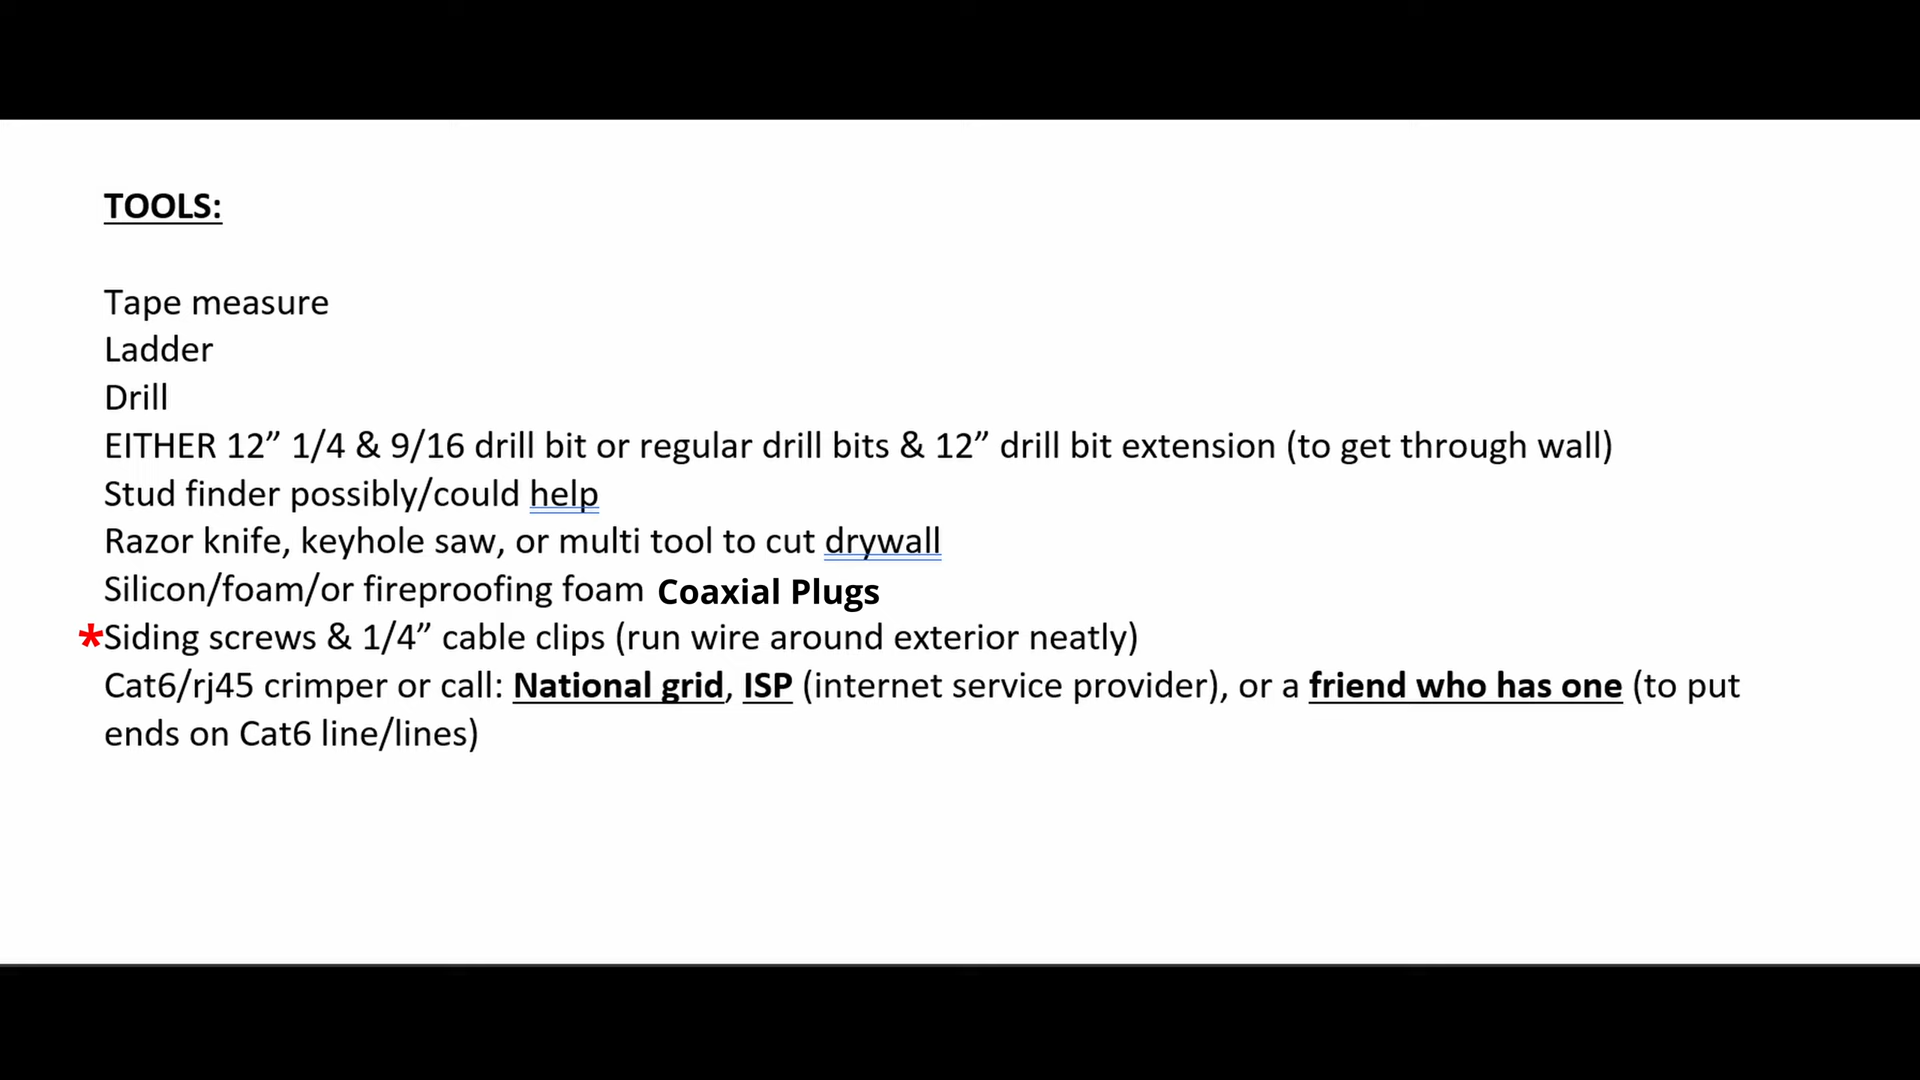 TOOLS:
Tape measure
Ladder
Drill
EITHER 12” 1/4 & 9/16 drill bit or regular drill bits & 12” drill bit extension (to get through wall)
Stud finder possibly/could help
Razor knife, keyhole saw, or multi tool to cut drywall
Silicon/foam/or fireproofing foam Coaxial Plugs
*Siding screws & 1/4” cable clips (run wire around exterior neatly)
Cat6/rj45 crimper or call: National grid, ISP (internet service provider), or a friend who has one (to put
ends on Cat6 line/lines)